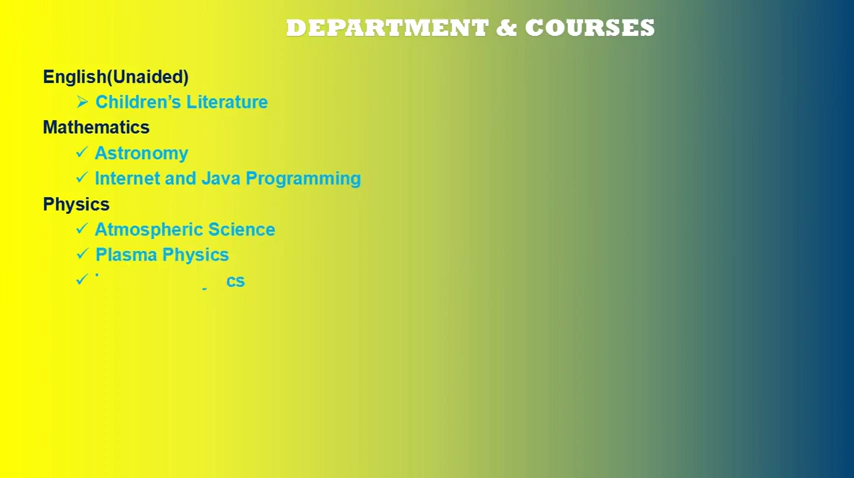 DEPARTMENT & COURSES
English(Unaided)
Children's Literature
Mathematics
Astronomy
Internet and Java Programming
Physics
Atmospheric Science
Plasma Physics